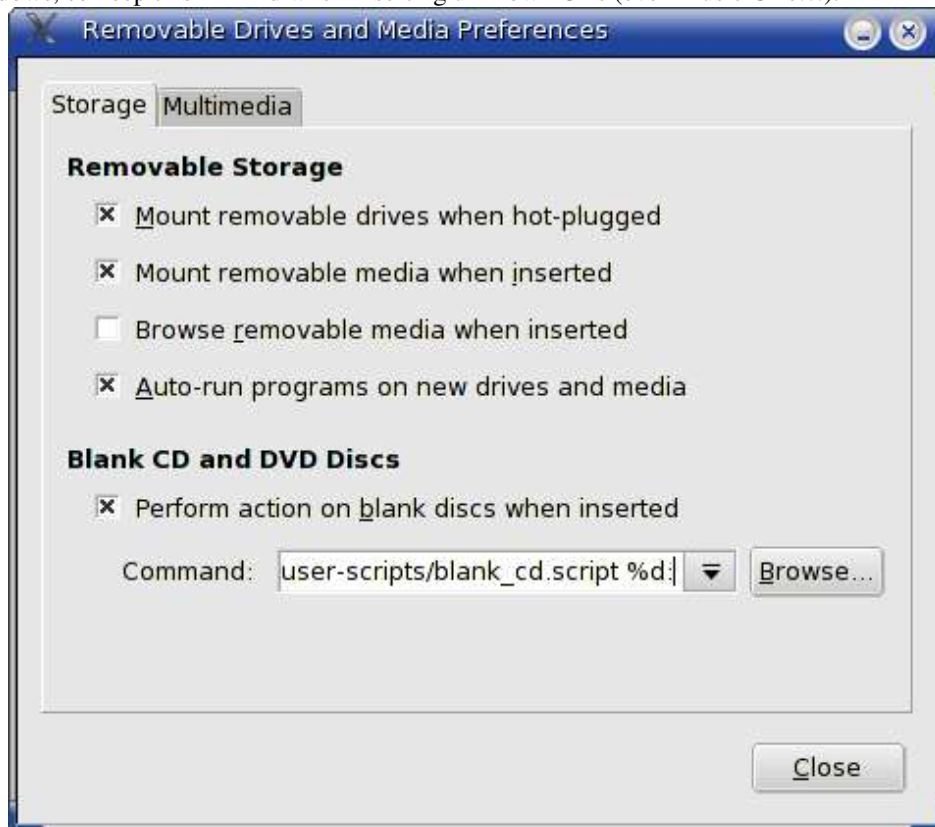 Removable Drives and Media Preferences
Storage Multimedia
Removable Storage
Mount removable drives when hot-plugged
Mount removable media when inserted
Browse removable media when inserted
Auto-run programs on new drives and media
Blank CD and DVD Discs
Perform action on blank discs when inserted
Command: user-scripts/blank_cd.script %d: Browse...
Close